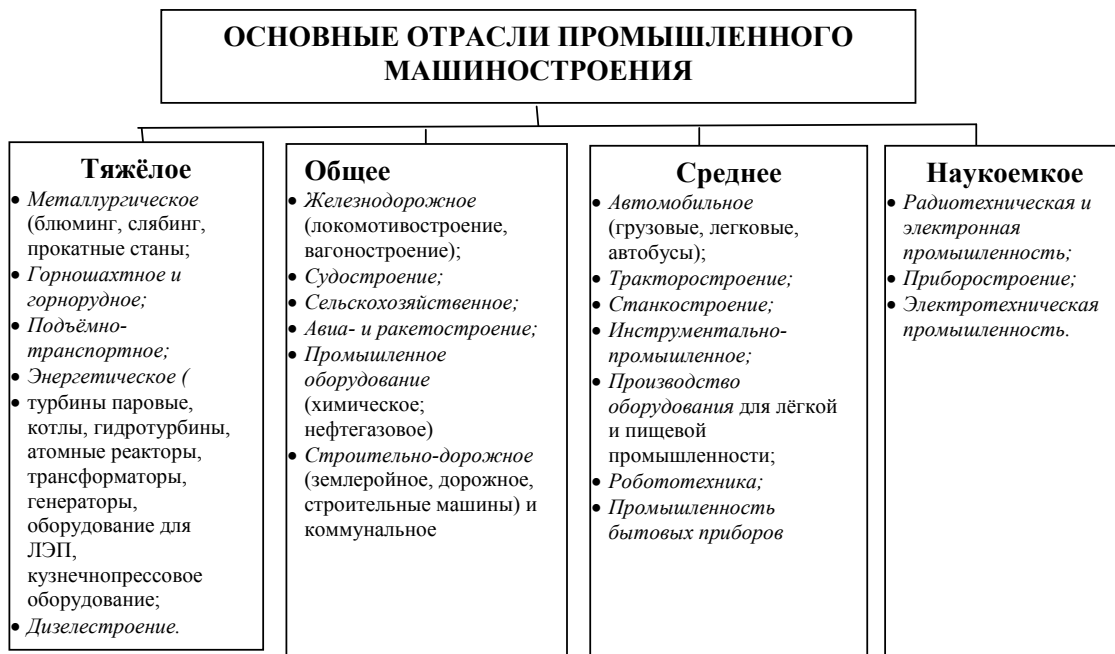 ОСНОВНЫЕ ОТРАСЛИ ПРОМЫШЛЕННОГО
МАШИНОСТРОЕНИЯ
Тяжёлое
• Металлургическое
(блюминг, слябинг,
прокатные станы;
• Горношахтное и
горнорудное;
• Подъёмно-
транспортное;
• Энергетическое (
• турбины паровые,
котлы, гидротурбины,
атомные реакторы,
трансформаторы,
генераторы,
оборудование для
ЛЭП,
кузнечнопрессовое
оборудование;
• Дизелестроение.
Общее
• Железнодорожное
(локомотивостроение,
вагоностроение);
• Судостроение;
• Сельскохозяйственное;
• Авиа- и ракетостроение;
• Промышленное
оборудование
(химическое;
нефтегазовое)
• Строительно-дорожное
(землеройное, дорожное,
строительные машины) и
коммунальное
Среднее
• Автомобильное
(грузовые, легковые,
автобусы);
• Тракторостроение;
• Станкостроение;
• Инструментально-
промышленное;
• Производство
оборудования для лёгкой
и пищевой
промышленности;
• Робототехника;
• Промышленность
бытовых приборов
Наукоемкое
• Радиотехническая и
электронная
промышленность;
• Приборостроение;
• Электротехническая
промышленность.